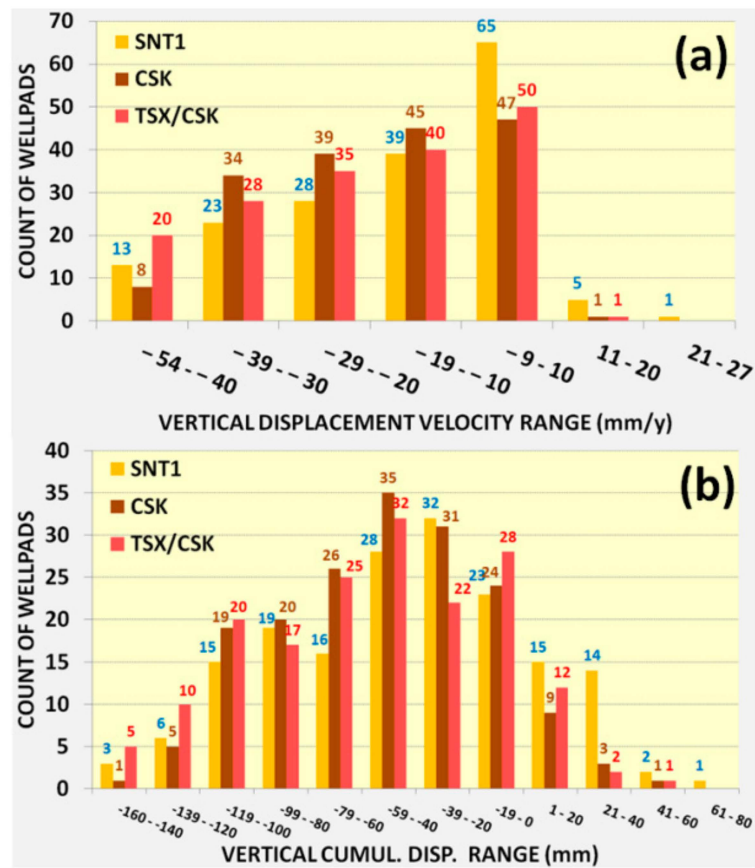 70
60
50
40
30
20
10
0
COUNT OF WELLPADS
SNT1
CSK
TSX/CSK
(a)
13
8
20
23
34
28
28
39
35
39
45
40
65
47
50
5
1
1
1
– 54 - – 40
– 39 - – 30
– 29 - – 20
– 19 - – 10
– 9 - 10
11 - 20
21 - 27
VERTICAL DISPLACEMENT VELOCITY RANGE (mm/y)
40
35
30
25
20
15
10
5
0
COUNT OF WELLPADS
SNT1
CSK
TSX/CSK
(b)
3
1
5
6
5
10
15
19
20
19
20
17
16
26
25
28
35
32
32
31
22
23
24
28
15
9
12
14
3
2
2
1
1
1
-160 - -140
-139 - -120
-119 - -100
-99 - -80
-79 - -60
-59 - -40
-39 - -20
-19 - 0
1 - 20
21 - 40
41 - 60
61 - 80
VERTICAL CUMUL. DISP. RANGE (mm)